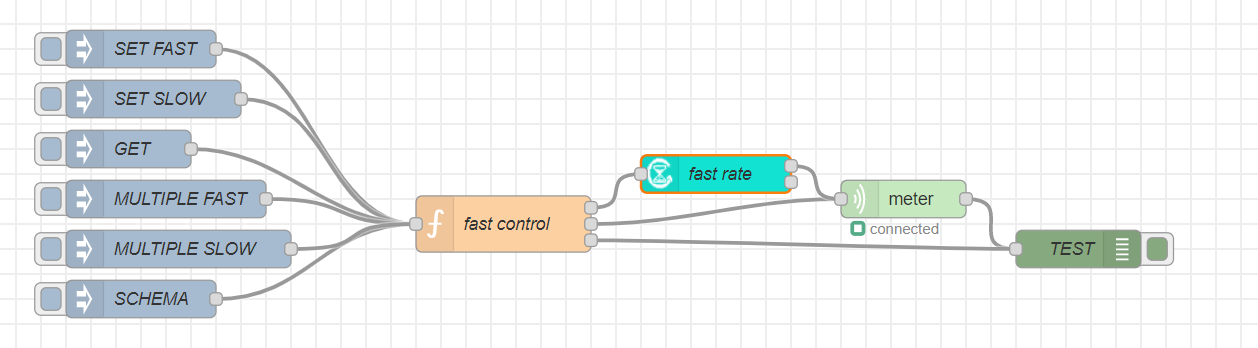 SET FAST
SET SLOW
GET
MULTIPLE FAST
MULTIPLE SLOW
SCHEMA
fast control
fast rate
meter
connected
TEST